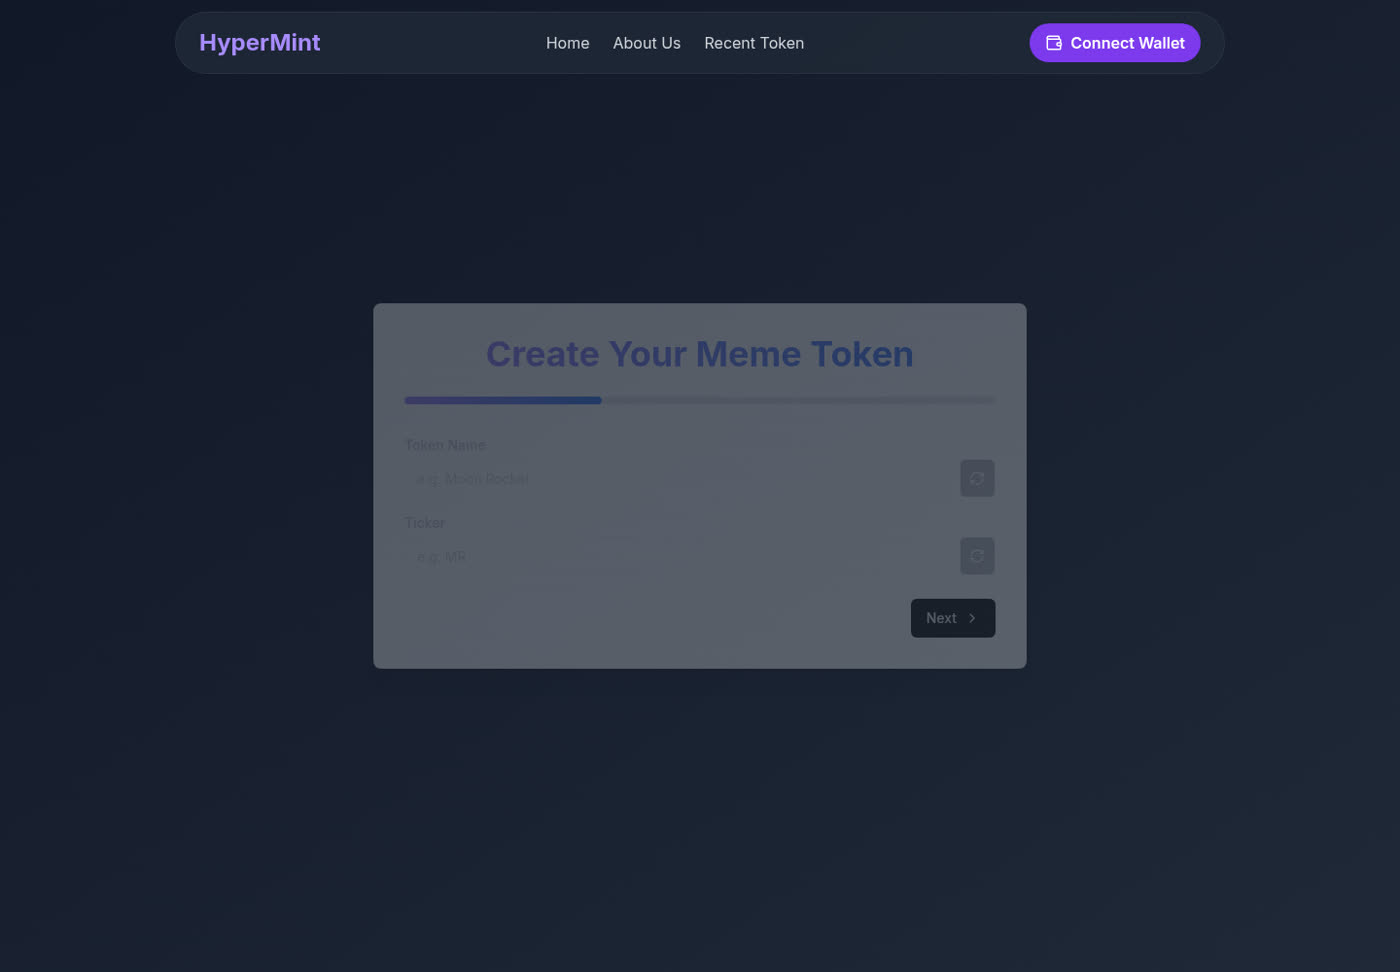 HyperMint
Home
About Us
Recent Token
Connect Wallet
Create Your Meme Token
Token Name
e.g. Moon Rocket
Ticker
e.g. MR
Next